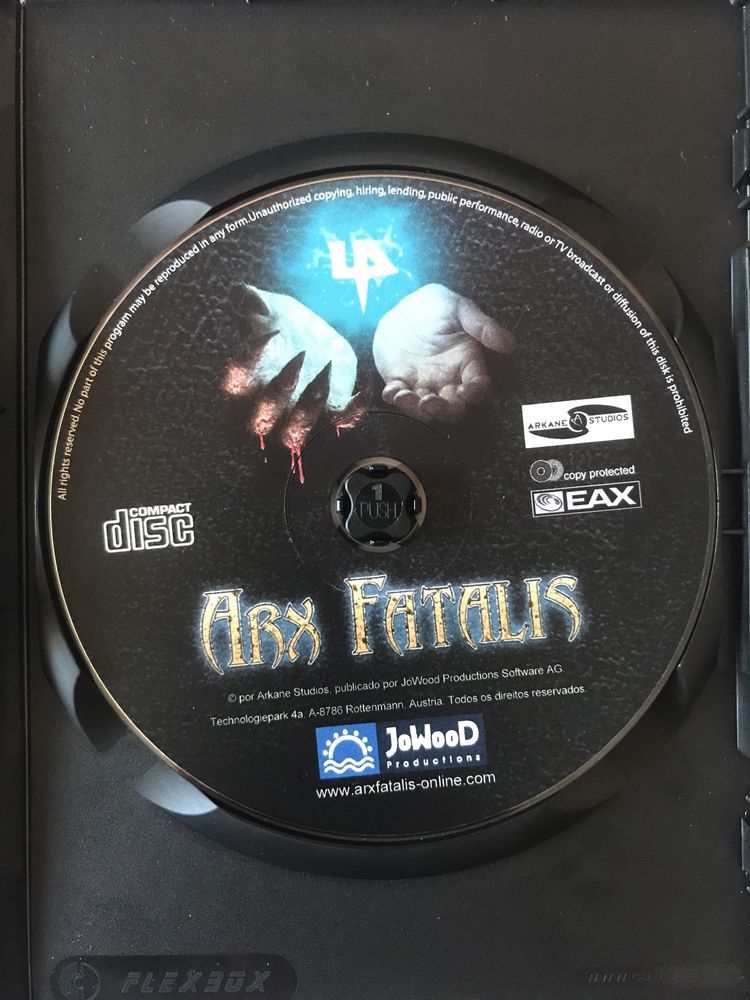 All rights reserved. No part of this program may be reproduced in any form. Unauthorized copying, hiring, lending, public performance, radio or TV broadcast or diffusion of this disk is prohibited
ARKANE STUDIOS
copy protected
EAX
COMPACT
disc
1
PUSH
ARX FATALIS
© por Arkane Studios, publicado por JoWood Productions Software AG.
Technologiepark 4a, A-8786 Rottenmann, Austria. Todos os direitos reservados.
JoWooD
Productions
www.arxfatalis-online.com
FLEXBOX